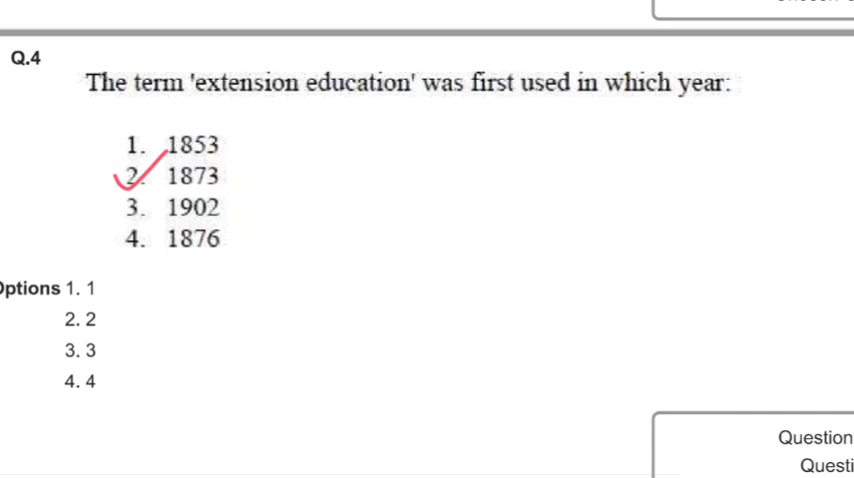 Q.4
The term 'extension education' was first used in which year:
1. 1853
2. 1873
3. 1902
4. 1876
Options 1. 1
2. 2
3. 3
4. 4
Question